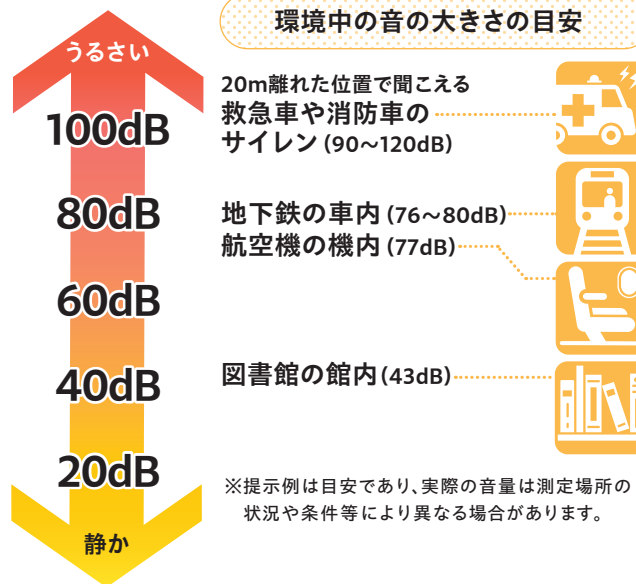 環境中の音の大きさの目安
うるさい
100dB
80dB
60dB
40dB
20dB
静か
20m離れた位置で聞こえる
救急車や消防車の
サイレン(90〜120dB)
地下鉄の車内(76〜80dB)
航空機の機内(77dB)
図書館の館内(43dB)
※提示例は目安であり、実際の音量は測定場所の
状況や条件等により異なる場合があります。